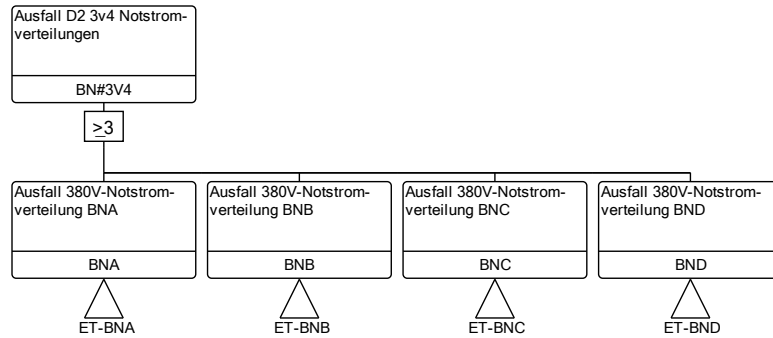 Ausfall D2 3v4 Notstrom-
verteilungen
BN#3V4
≥3
Ausfall 380V-Notstrom-
verteilung BNA
BNA
ET-BNA
Ausfall 380V-Notstrom-
verteilung BNB
BNB
ET-BNB
Ausfall 380V-Notstrom-
verteilung BNC
BNC
ET-BNC
Ausfall 380V-Notstrom-
verteilung BND
BND
ET-BND